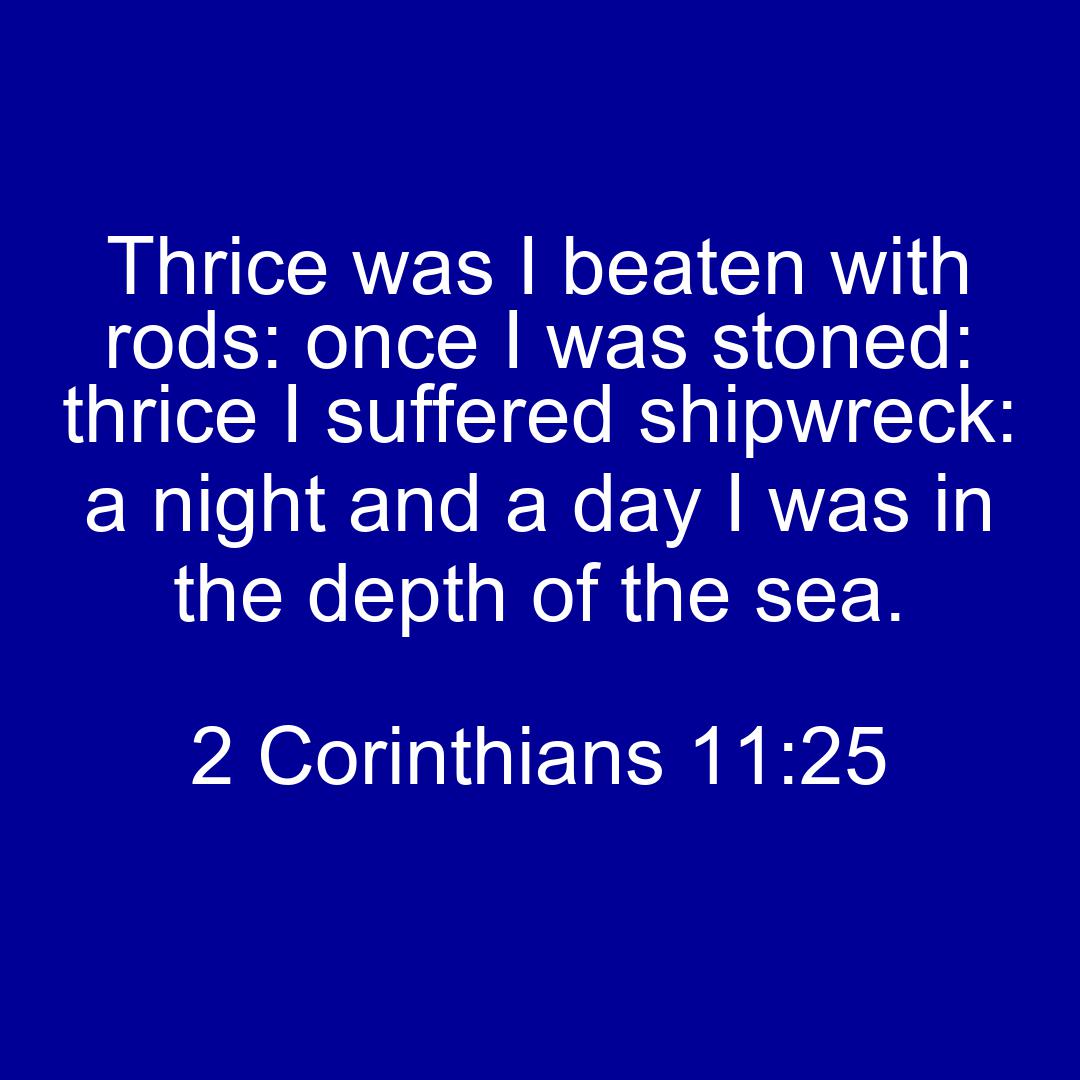 Thrice was I beaten with
rods: once I was stoned:
thrice I suffered shipwreck:
a night and a day I was in
the depth of the sea.
2 Corinthians 11:25